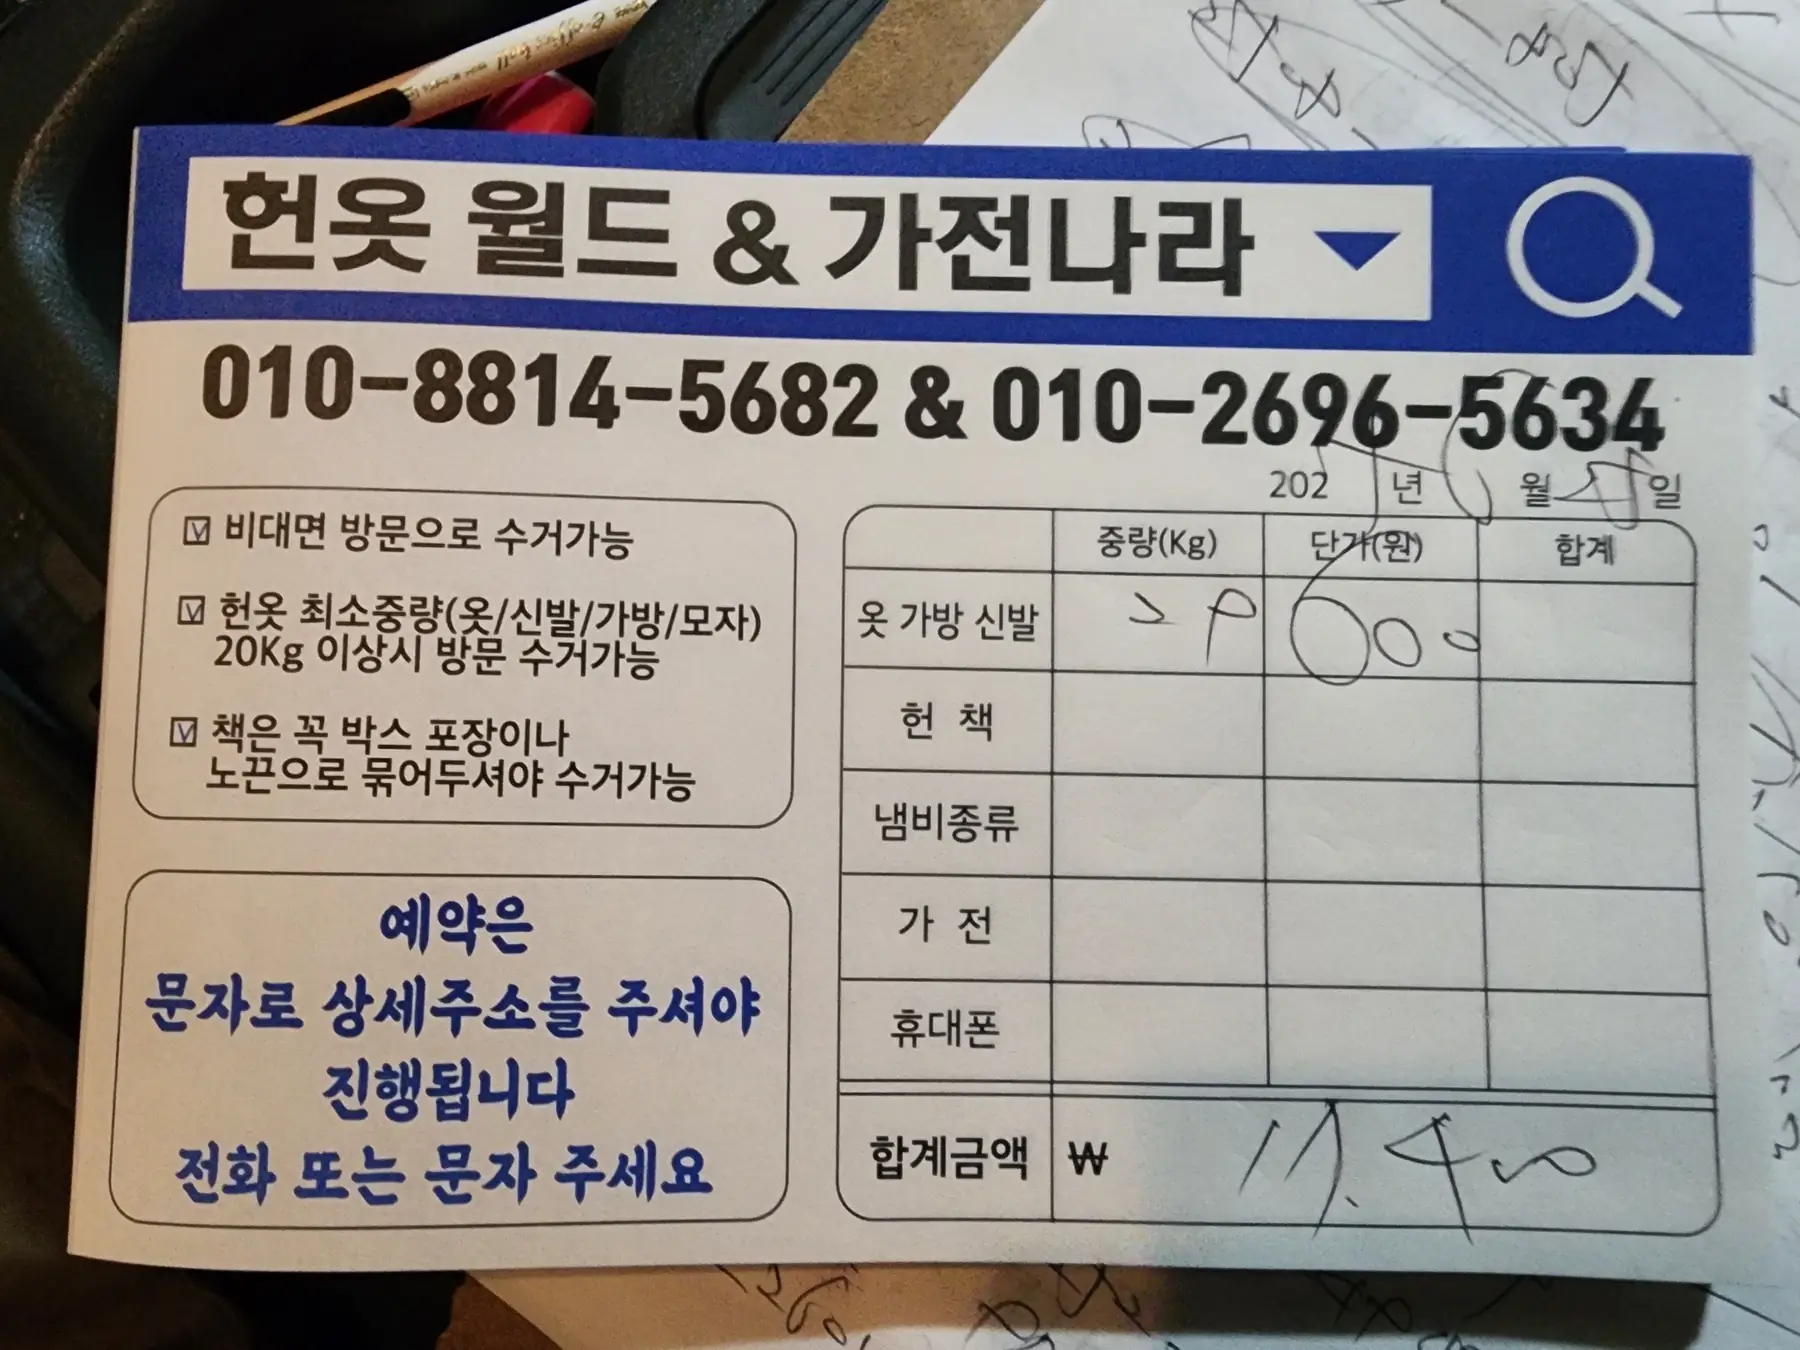 헌옷 월드 & 가전나라
010-8814-5682 & 010-2696-5634
202 년 6 월 일
비대면 방문으로 수거가능
헌옷 최소중량(옷/신발/가방/모자)
20Kg 이상시 방문 수거가능
책은 꼭 박스 포장이나
노끈으로 묶어두셔야 수거가능
예약은
문자로 상세주소를 주셔야
진행됩니다
전화 또는 문자 주세요
중량(Kg) 단가(원) 합계
옷 가방 신발 29 600
헌 책
냄비종류
가 전
휴대폰
합계금액 ₩ 17.400